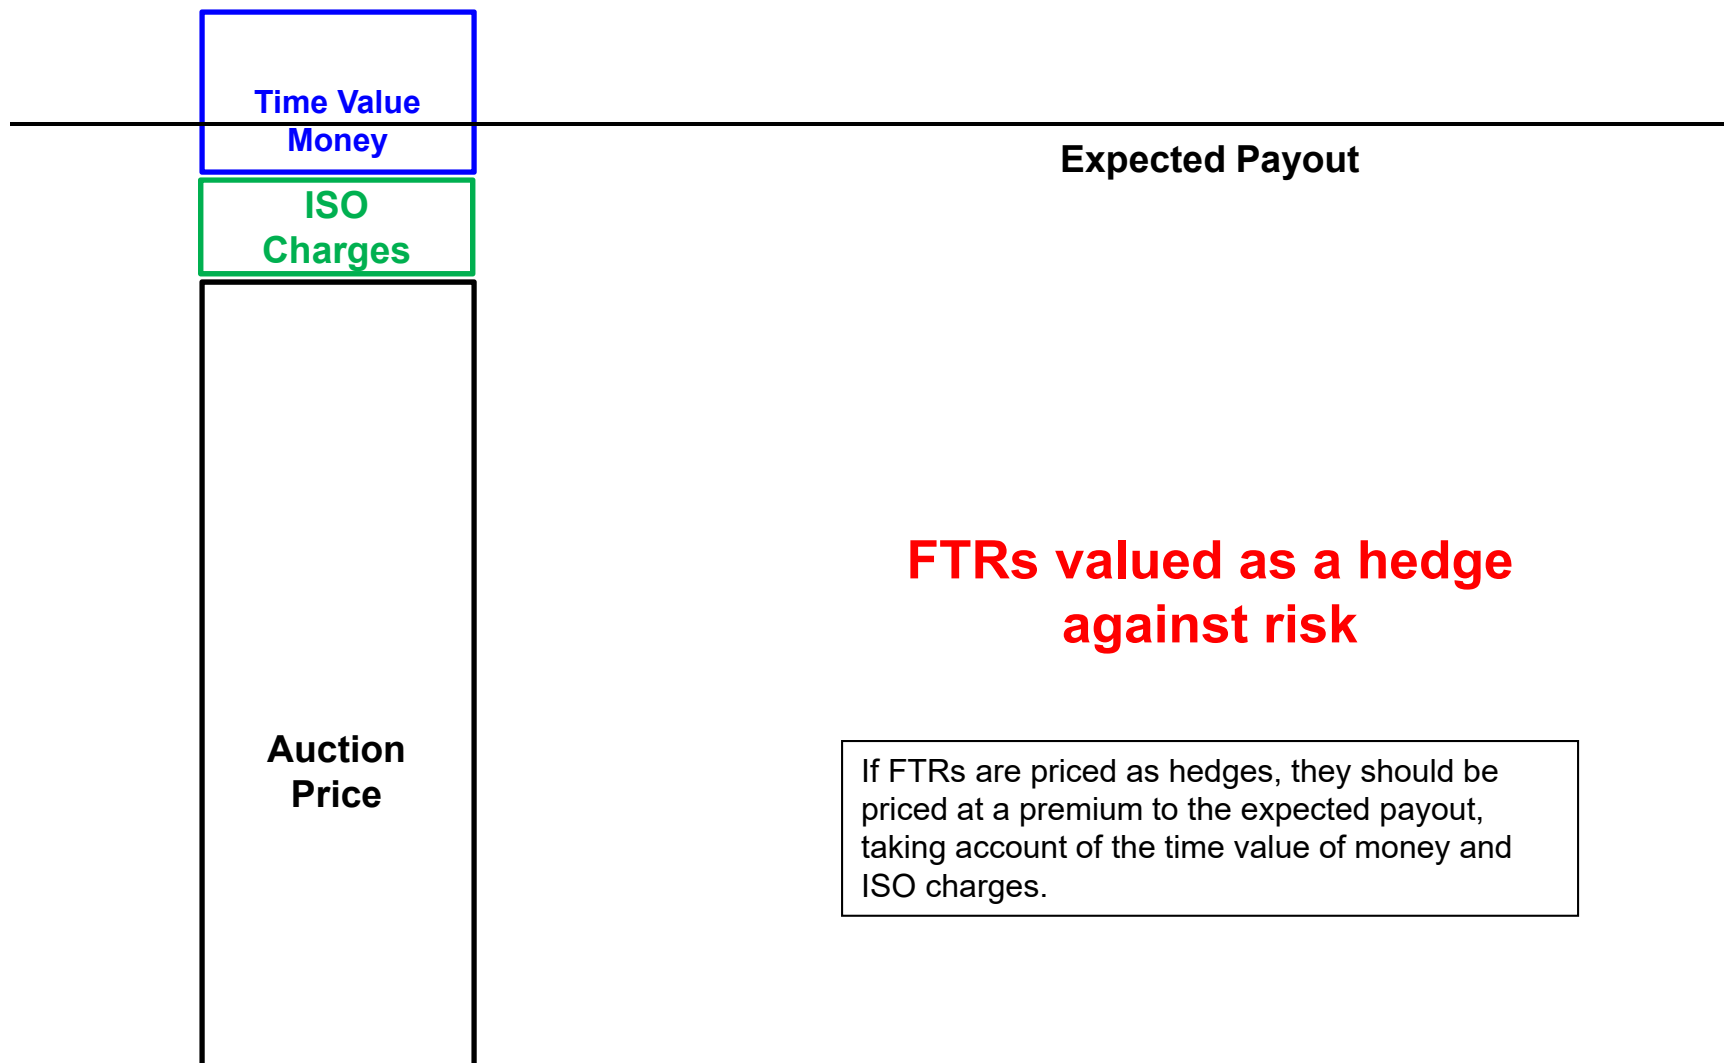 Time Value
Money
Expected Payout
ISO
Charges
FTRs valued as a hedge
against risk
Auction
Price
If FTRs are priced as hedges, they should be
priced at a premium to the expected payout,
taking account of the time value of money and
ISO charges.